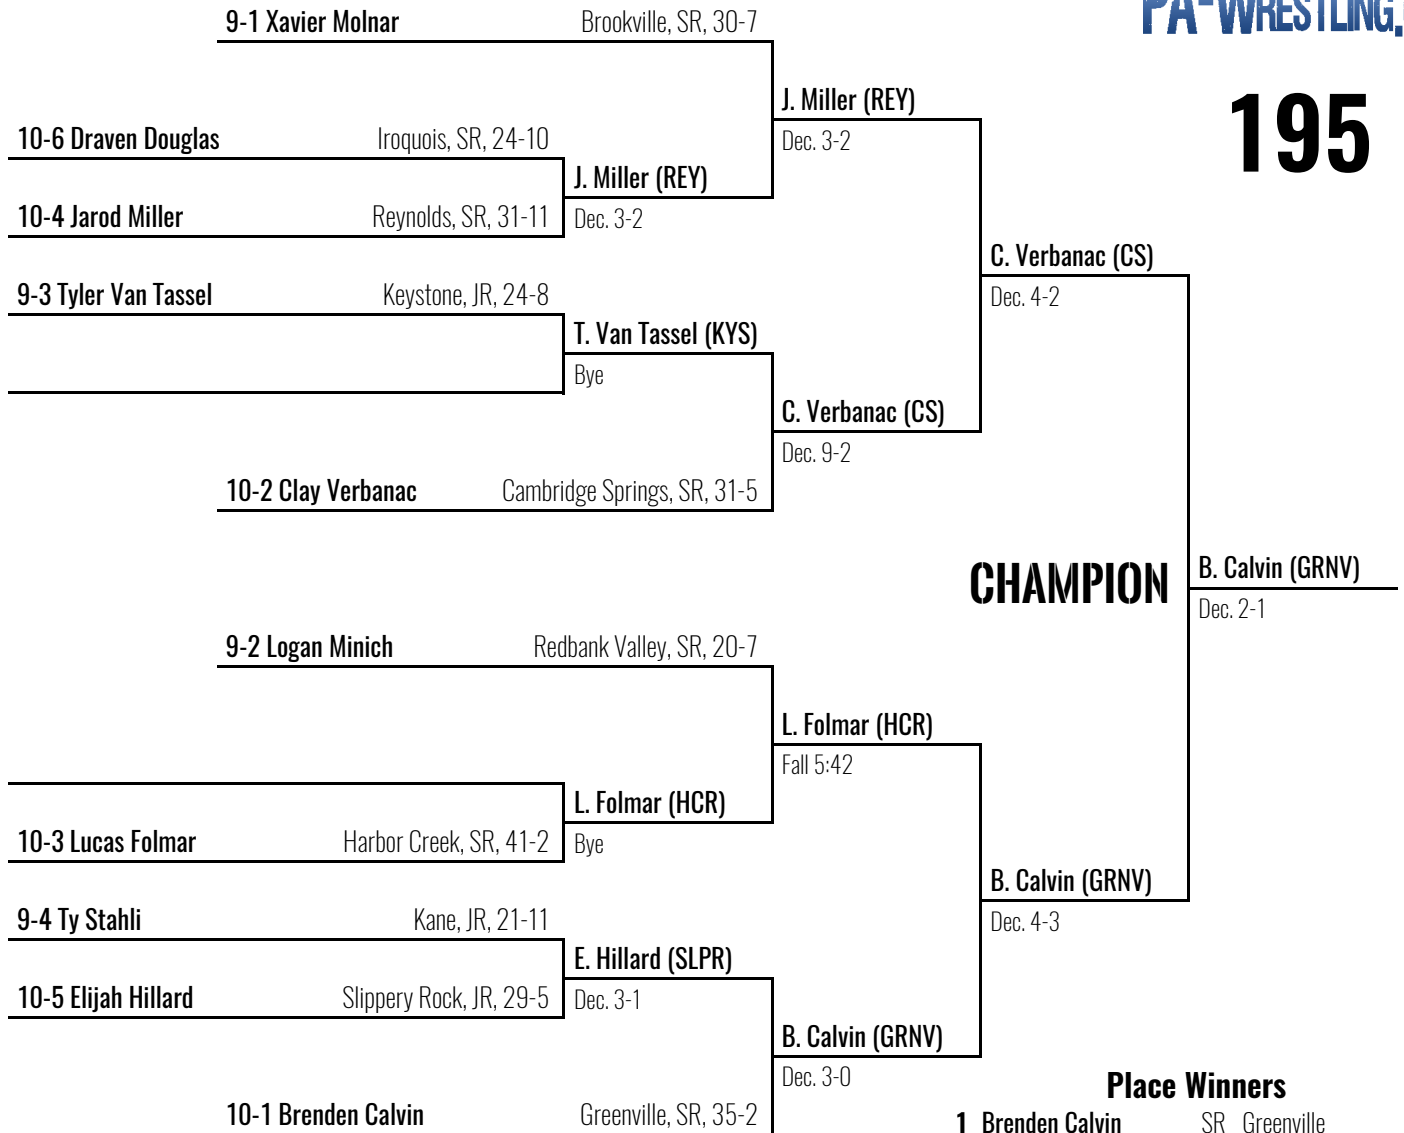 PA-WRESTLING.
195
9-1 Xavier Molnar Brookville, SR, 30-7
J. Miller (REY)
Dec. 3-2
10-6 Draven Douglas Iroquois, SR, 24-10
J. Miller (REY)
Dec. 3-2
10-4 Jarod Miller Reynolds, SR, 31-11
C. Verbanac (CS)
Dec. 4-2
9-3 Tyler Van Tassel Keystone, JR, 24-8
T. Van Tassel (KYS)
Bye
C. Verbanac (CS)
Dec. 9-2
10-2 Clay Verbanac Cambridge Springs, SR, 31-5
CHAMPION
B. Calvin (GRNV)
Dec. 2-1
9-2 Logan Minich Redbank Valley, SR, 20-7
L. Folmar (HCR)
Fall 5:42
L. Folmar (HCR)
Bye
10-3 Lucas Folmar Harbor Creek, SR, 41-2
B. Calvin (GRNV)
Dec. 4-3
9-4 Ty Stahli Kane, JR, 21-11
E. Hillard (SLPR)
Dec. 3-1
10-5 Elijah Hillard Slippery Rock, JR, 29-5
B. Calvin (GRNV)
Dec. 3-0
10-1 Brenden Calvin Greenville, SR, 35-2
Place Winners
1 Brenden Calvin SR Greenville